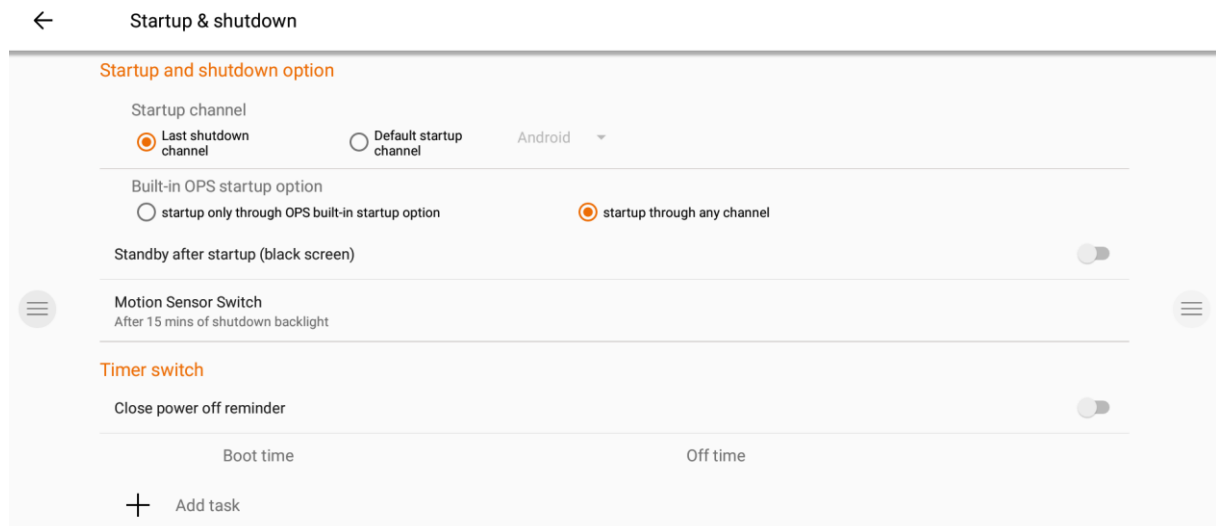 Startup & shutdown
Startup and shutdown option
Startup channel
Last shutdown
channel
Default startup
channel
Android
Built-in OPS startup option
startup only through OPS built-in startup option
startup through any channel
Standby after startup (black screen)
Motion Sensor Switch
After 15 mins of shutdown backlight
Timer switch
Close power off reminder
Boot time
Off time
Add task